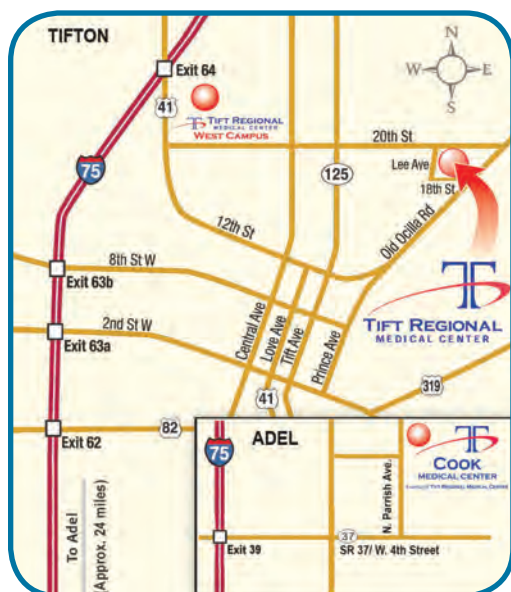 TIFTON
N
W
E
S
Exit 64
41
TIFT REGIONAL
MEDICAL CENTER
WEST CAMPUS
20th St
Lee Ave
18th St
125
75
12th St
Old Ocilla Rd
8th St W
Exit 63b
2nd St W
Exit 63a
Central Ave
Love Ave
Tift Ave
Prince Ave
T
TIFT REGIONAL
MEDICAL CENTER
319
41
82
Exit 62
To Adel
(Approx. 24 miles)
75
ADEL
T
COOK
MEDICAL CENTER
N. Parrish Ave.
37
Exit 39
SR 37/ W. 4th Street